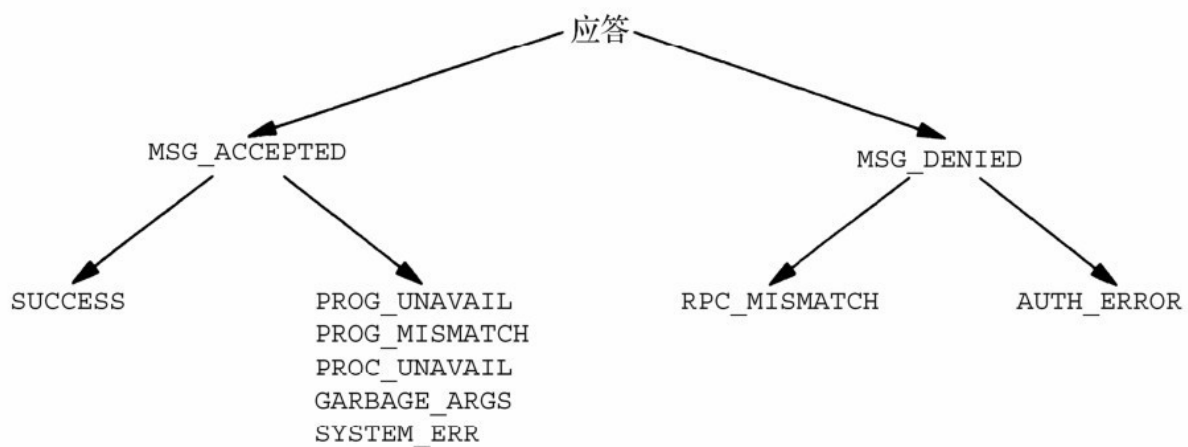 应答
MSG_ACCEPTED
MSG_DENIED
SUCCESS
PROG_UNAVAIL
PROG_MISMATCH
PROC_UNAVAIL
GARBAGE_ARGS
SYSTEM_ERR
RPC_MISMATCH
AUTH_ERROR